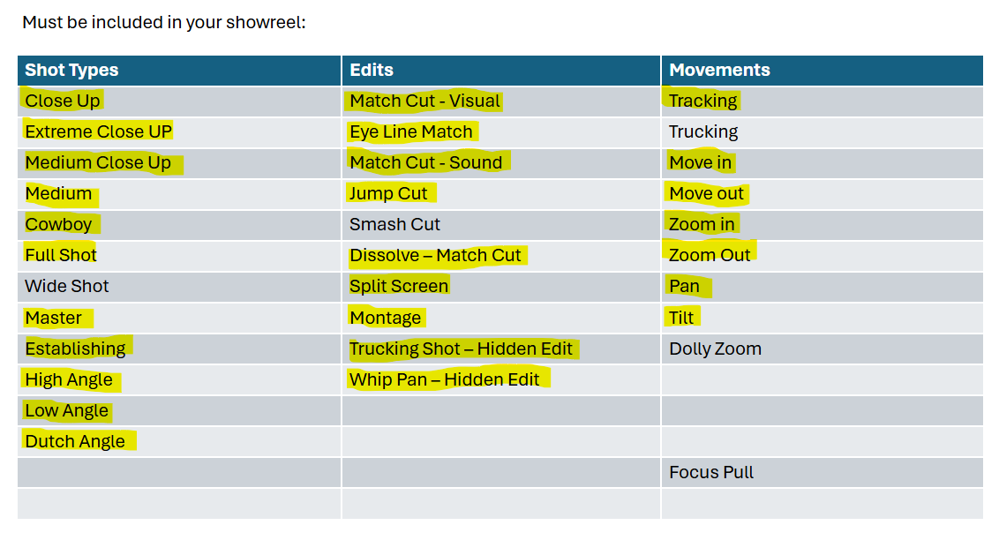 Must be included in your showreel:
Shot Types Edits Movements
Close Up Match Cut - Visual Tracking
Extreme Close UP Eye Line Match Trucking
Medium Close Up Match Cut - Sound Move in
Medium Jump Cut Move out
Cowboy Smash Cut Zoom in
Full Shot Dissolve – Match Cut Zoom Out
Wide Shot Split Screen Pan
Master Montage Tilt
Establishing Trucking Shot – Hidden Edit Dolly Zoom
High Angle Whip Pan – Hidden Edit
Low Angle
Dutch Angle
Focus Pull